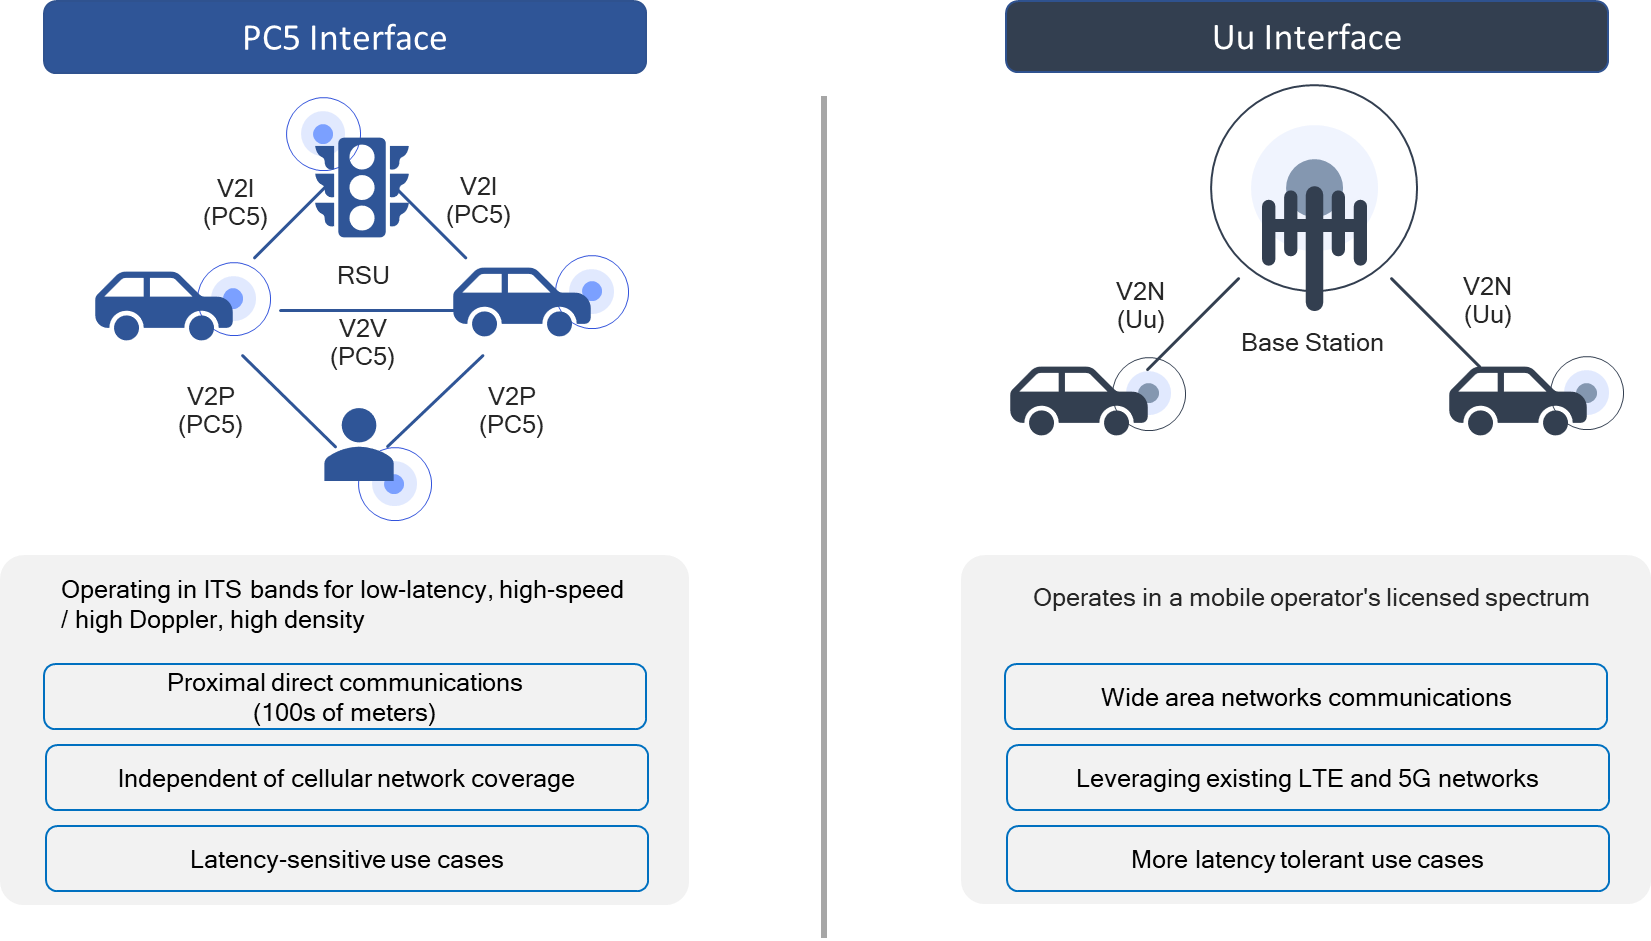 PC5 Interface
V2I
(PC5)
V2I
(PC5)
RSU
V2V
(PC5)
V2P
(PC5)
V2P
(PC5)
Operating in ITS bands for low-latency, high-speed
/ high Doppler, high density
Proximal direct communications
(100s of meters)
Independent of cellular network coverage
Latency-sensitive use cases
Uu Interface
V2N
(Uu)
V2N
(Uu)
Base Station
Operates in a mobile operator's licensed spectrum
Wide area networks communications
Leveraging existing LTE and 5G networks
More latency tolerant use cases